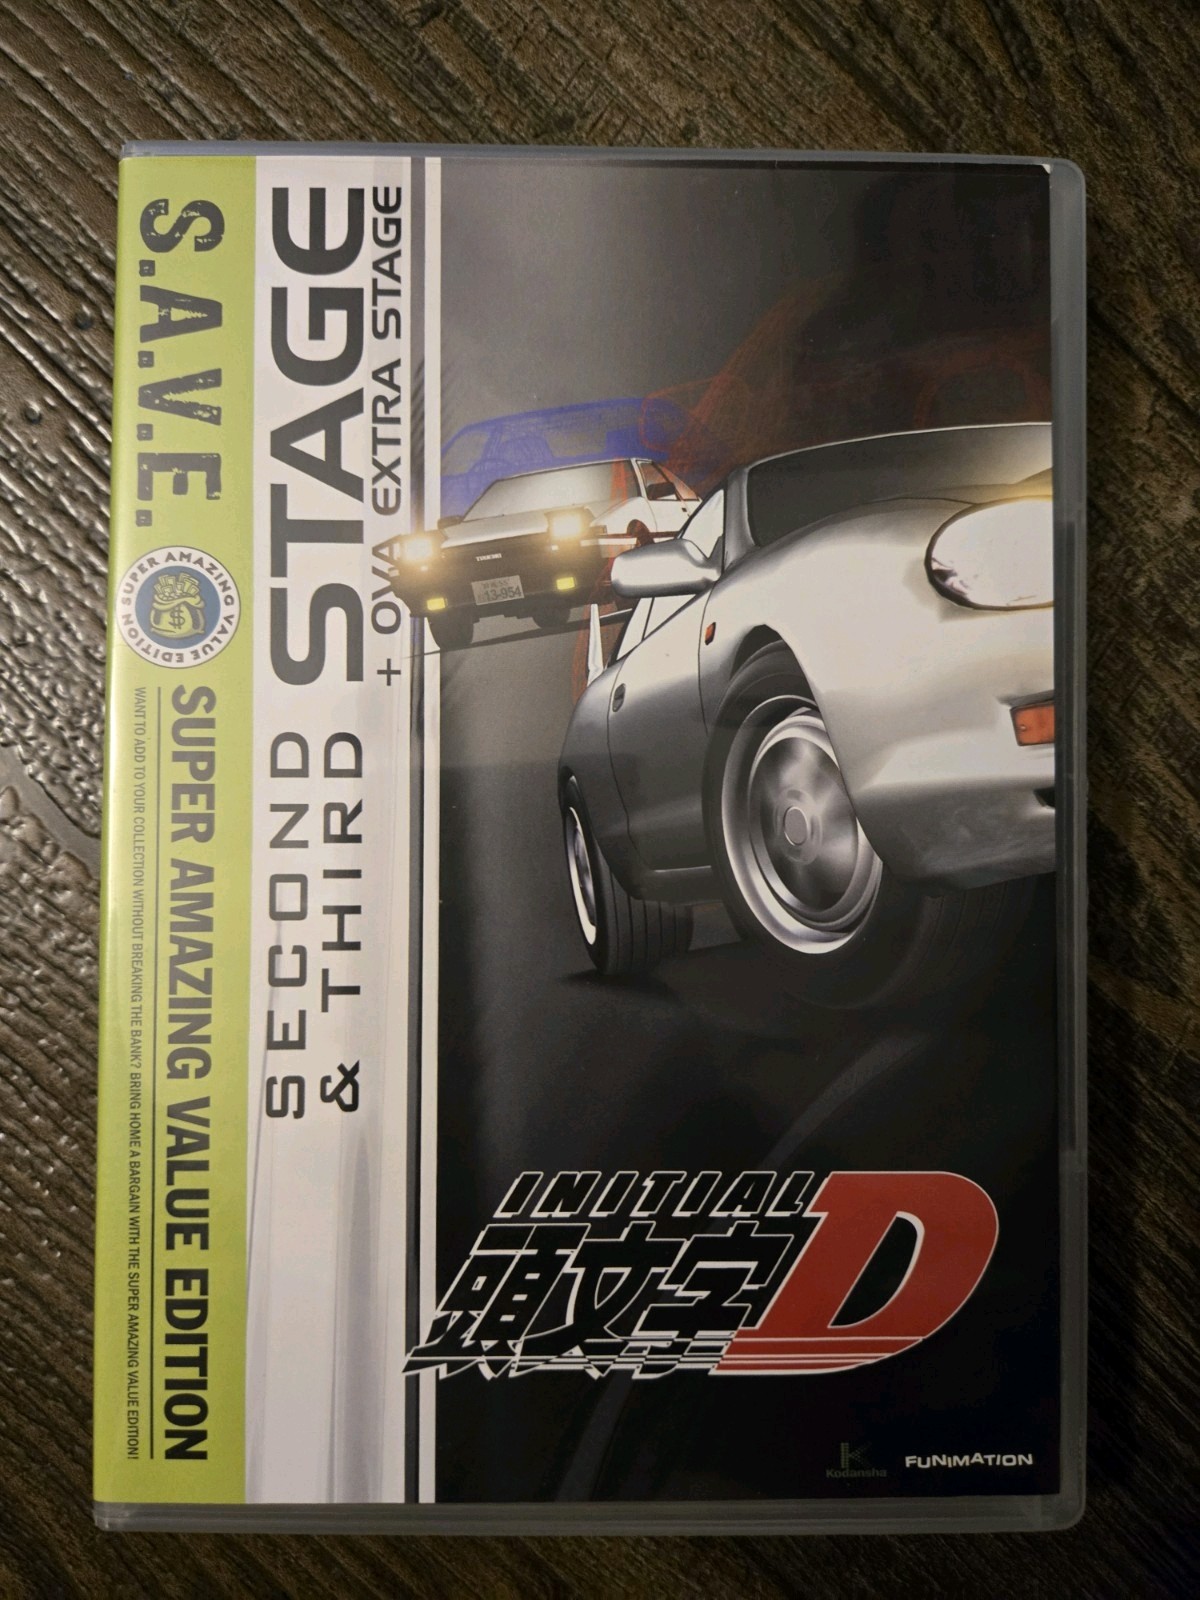 S.A.V.E.
SUPER AMAZING VALUE EDITION
SUPER AMAZING VALUE EDITION
WANT TO ADD TO YOUR COLLECTION WITHOUT BREAKING THE BANK? BRING HOME A BARGAIN WITH THE SUPER AMAZING VALUE EDITION!
SECOND STAGE
& THIRD
+ OVA EXTRA STAGE
13-954
INITIAL D
頭文字
Kodansha
FUNIMATION